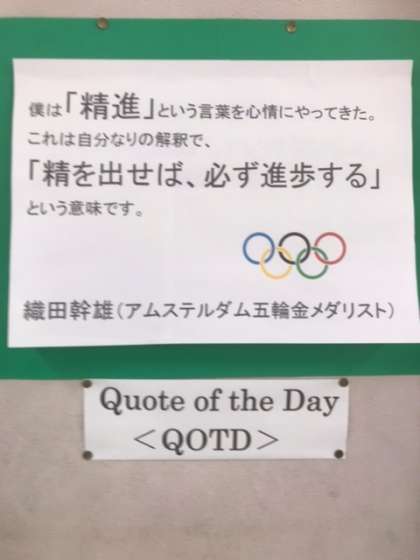 僕は「精進」という言葉を心情にやってきた。
これは自分なりの解釈で、
「精を出せば、必ず進歩する」
という意味です。
織田幹雄（アムステルダム五輪金メダリスト）
Quote of the Day
＜QOTD＞